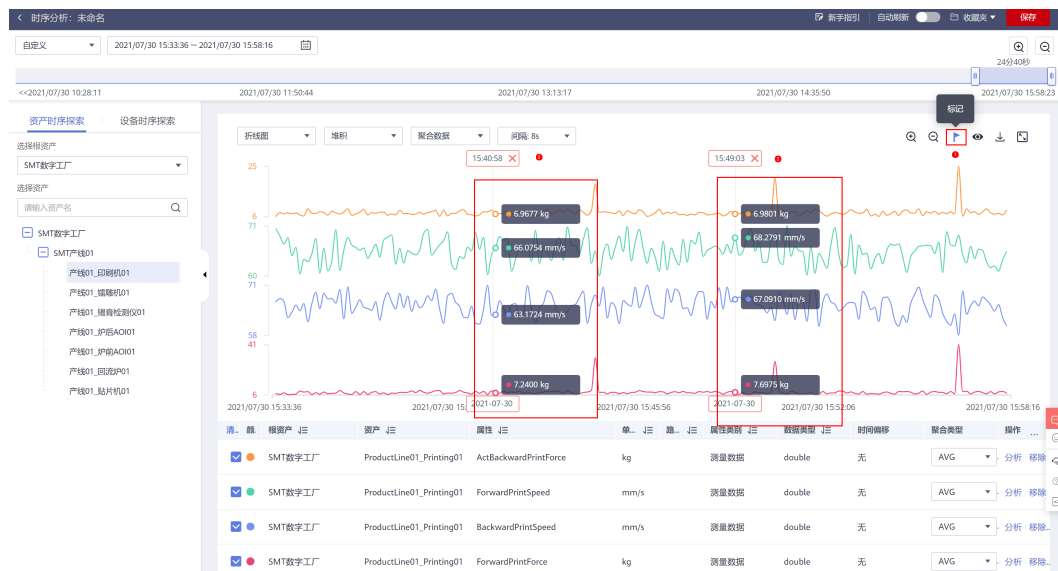 时序分析：未命名
新手指引 自动刷新 收藏夹 保存
自定义 2021/07/30 15:33:36 ~ 2021/07/30 15:58:16
24分40秒
<<2021/07/30 10:28:11 2021/07/30 11:50:44 2021/07/30 13:13:17 2021/07/30 14:35:50 2021/07/30 15:58:23
标记
资产时序探索 设备时序探索
选择根资产
SMT数字工厂
选择资产
请输入资产名
SMT数字工厂
SMT产线01
产线01_印刷机01
产线01_镭雕机01
产线01_锡膏检测仪01
产线01_炉后AOI01
产线01_炉前AOI01
产线01_回流炉01
产线01_贴片机01
折线图 堆积 聚合数据 间隔: 8s
1
15:40:58 2 15:49:03 3
25
6.9677 kg 6.9801 kg
6
71
66.0754 mm/s 68.2791 mm/s
60
71
63.1724 mm/s 67.0910 mm/s
58
41
7.2400 kg 7.6975 kg
6
2021-07-30 2021-07-30
2021/07/30 15:33:36 2021/07/30 15: 2021/07/30 15:45:56 2021/07/30 15:52:06 2021/07/30 15:58:16
清... 颜. 根资产 资产 属性 单... 属性类别 数据类型 时间偏移 聚合类型 操作 ...
SMT数字工厂 ProductLine01_Printing01 ActBackwardPrintForce kg 测量数据 double 无 AVG 分析 移除
SMT数字工厂 ProductLine01_Printing01 ForwardPrintSpeed mm/s 测量数据 double 无 AVG 分析 移除
SMT数字工厂 ProductLine01_Printing01 BackwardPrintSpeed mm/s 测量数据 double 无 AVG 分析 移除..
SMT数字工厂 ProductLine01_Printing01 ForwardPrintForce kg 测量数据 double 无 AVG 分析 移除..